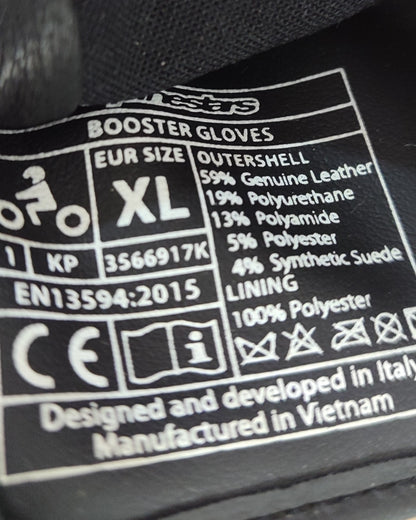 BOOSTER GLOVES
EUR SIZE
XL
1 KP 3566917K
EN13594:2015
CE i
OUTERSHELL
59% Genuine Leather
19% Polyurethane
13% Polyamide
5% Polyester
4% Synthetic Suede
LINING
100% Polyester
Designed and developed in Italy
Manufactured in Vietnam